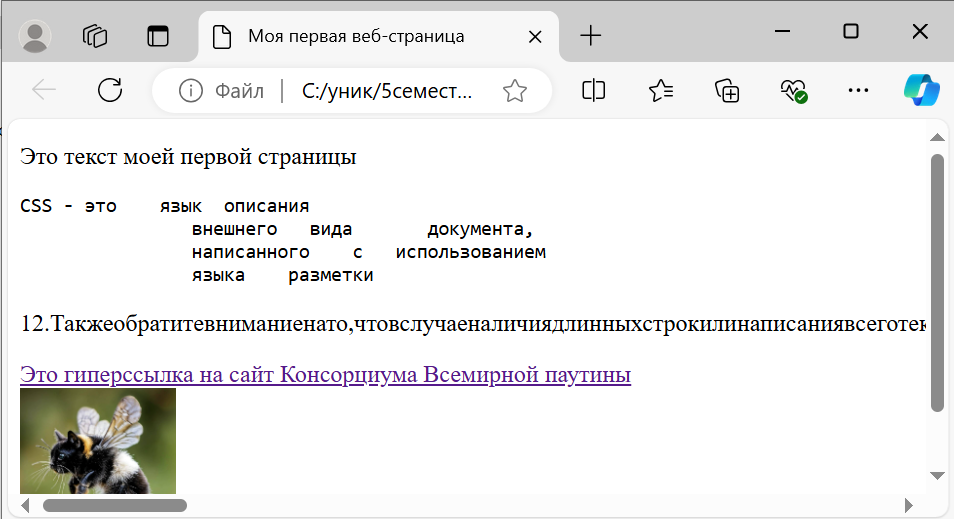 Моя первая веб-страница
Файл | C:/уник/5семест...
Это текст моей первой страницы
CSS - это    язык  описания
внешнего   вида       документа,
написанного    с   использованием
языка    разметки
12.Такжеобратитевниманиенато,чтовслучаеналичиядлинныхстрокилинаписаниявсеготек
Это гиперссылка на сайт Консорциума Всемирной паутины